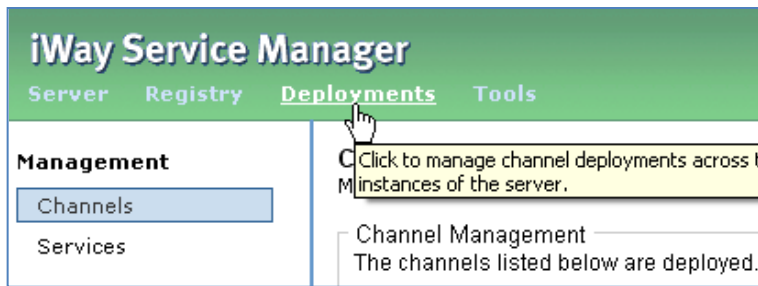 iWay Service Manager
Server Registry Deployments Tools
Management
Channels
Services
Click to manage channel deployments across
instances of the server.
Channel Management
The channels listed below are deployed.